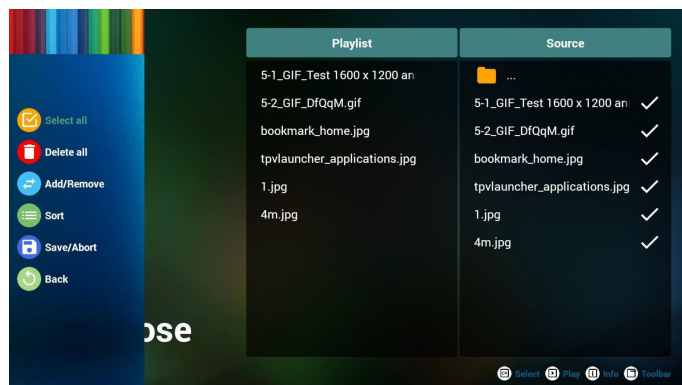 Select all
Delete all
Add/Remove
Sort
Save/Abort
Back
ose
Playlist
5-1_GIF_Test 1600 x 1200 an
5-2_GIF_DfQqM.gif
bookmark_home.jpg
tpvlauncher_applications.jpg
1.jpg
4m.jpg
Source
...
5-1_GIF_Test 1600 x 1200 an
5-2_GIF_DfQqM.gif
bookmark_home.jpg
tpvlauncher_applications.jpg
1.jpg
4m.jpg
Select Play Info Toolbar